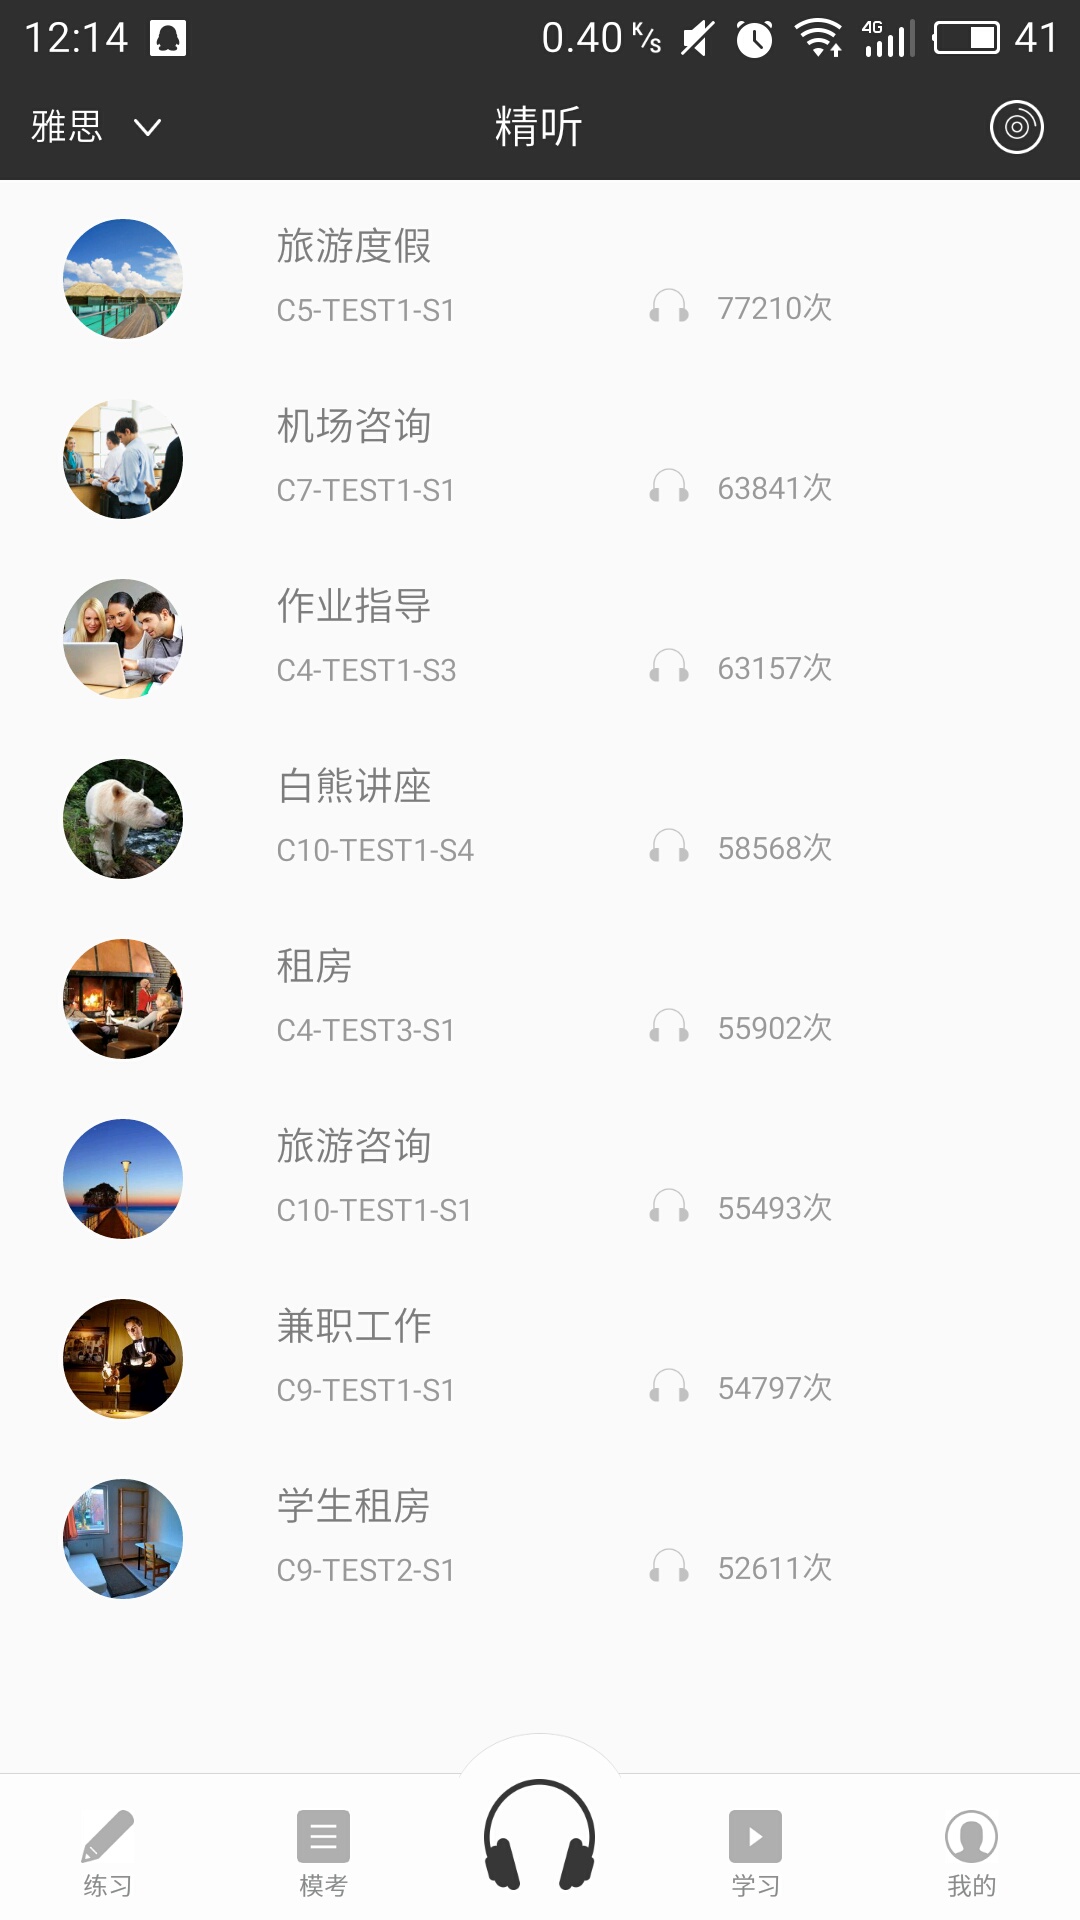 12:14 0.40 K/s 4G 41
雅思 精听
旅游度假
C5-TEST1-S1 77210次
机场咨询
C7-TEST1-S1 63841次
作业指导
C4-TEST1-S3 63157次
白熊讲座
C10-TEST1-S4 58568次
租房
C4-TEST3-S1 55902次
旅游咨询
C10-TEST1-S1 55493次
兼职工作
C9-TEST1-S1 54797次
学生租房
C9-TEST2-S1 52611次
练习 模考 学习 我的